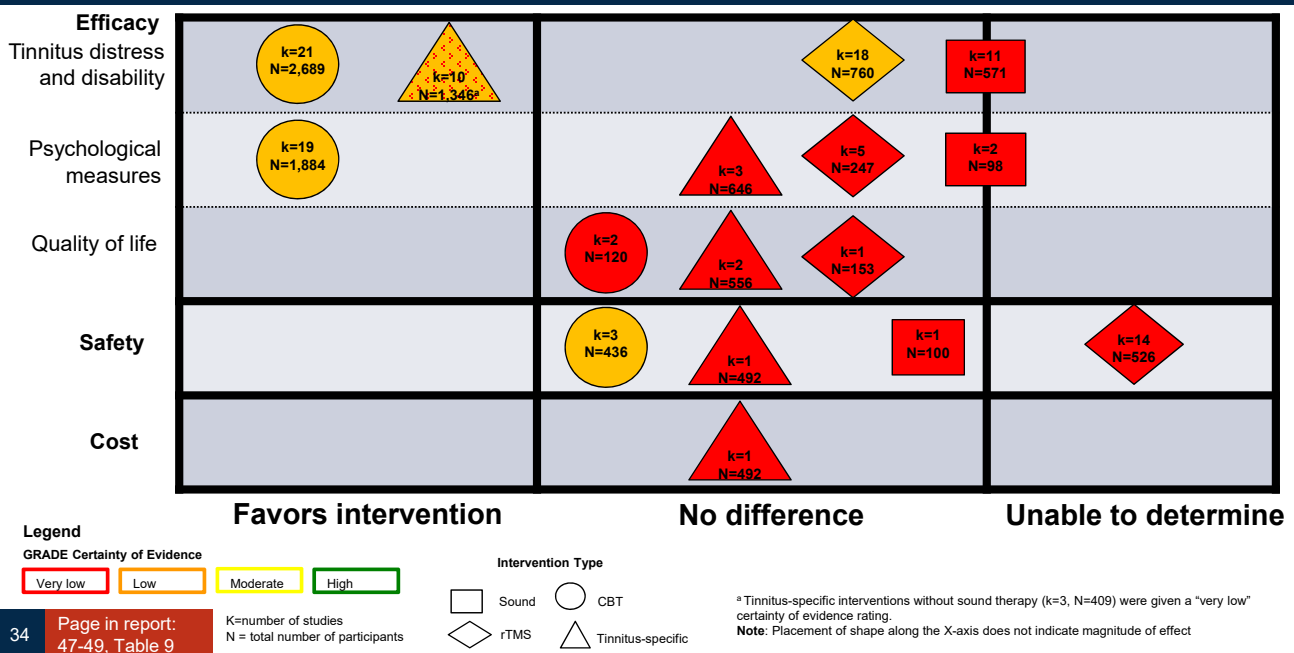 Efficacy
Tinnitus distress
and disability
k=21
N=2,689
k=10
N=1,346ª
k=18
N=760
k=11
N=571
Psychological
measures
k=19
N=1,884
k=3
N=646
k=5
N=247
k=2
N=98
Quality of life
k=2
N=120
k=2
N=556
k=1
N=153
Safety
k=3
N=436
k=1
N=492
k=1
N=100
k=14
N=526
Cost
k=1
N=492
Favors intervention
No difference
Unable to determine
Legend
GRADE Certainty of Evidence
Very low
Low
Moderate
High
Intervention Type
Sound
CBT
rTMS
Tinnitus-specific
K=number of studies
N = total number of participants
ª Tinnitus-specific interventions without sound therapy (k=3, N=409) were given a “very low”
certainty of evidence rating.
Note: Placement of shape along the X-axis does not indicate magnitude of effect
34
Page in report:
47-49, Table 9